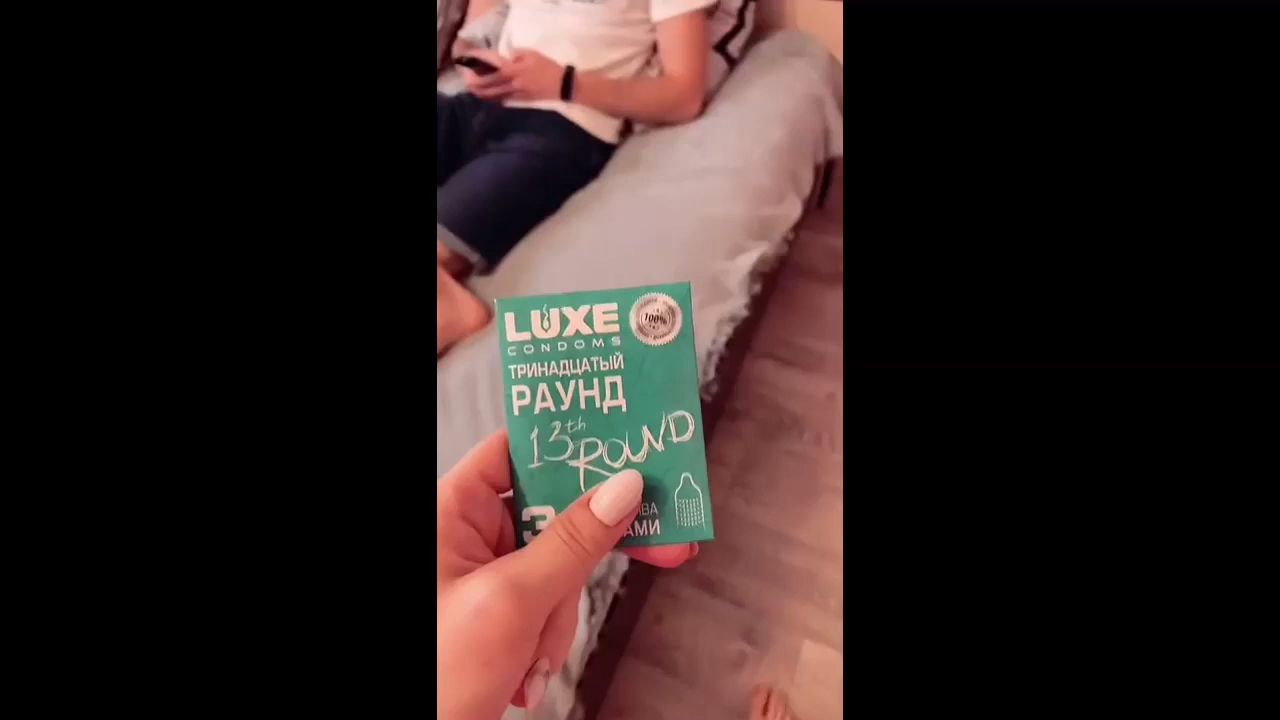 LUXE
CONDOMS
100%
ТРИНАДЦАТЫЙ
РАУНД
13th
ROUND
3